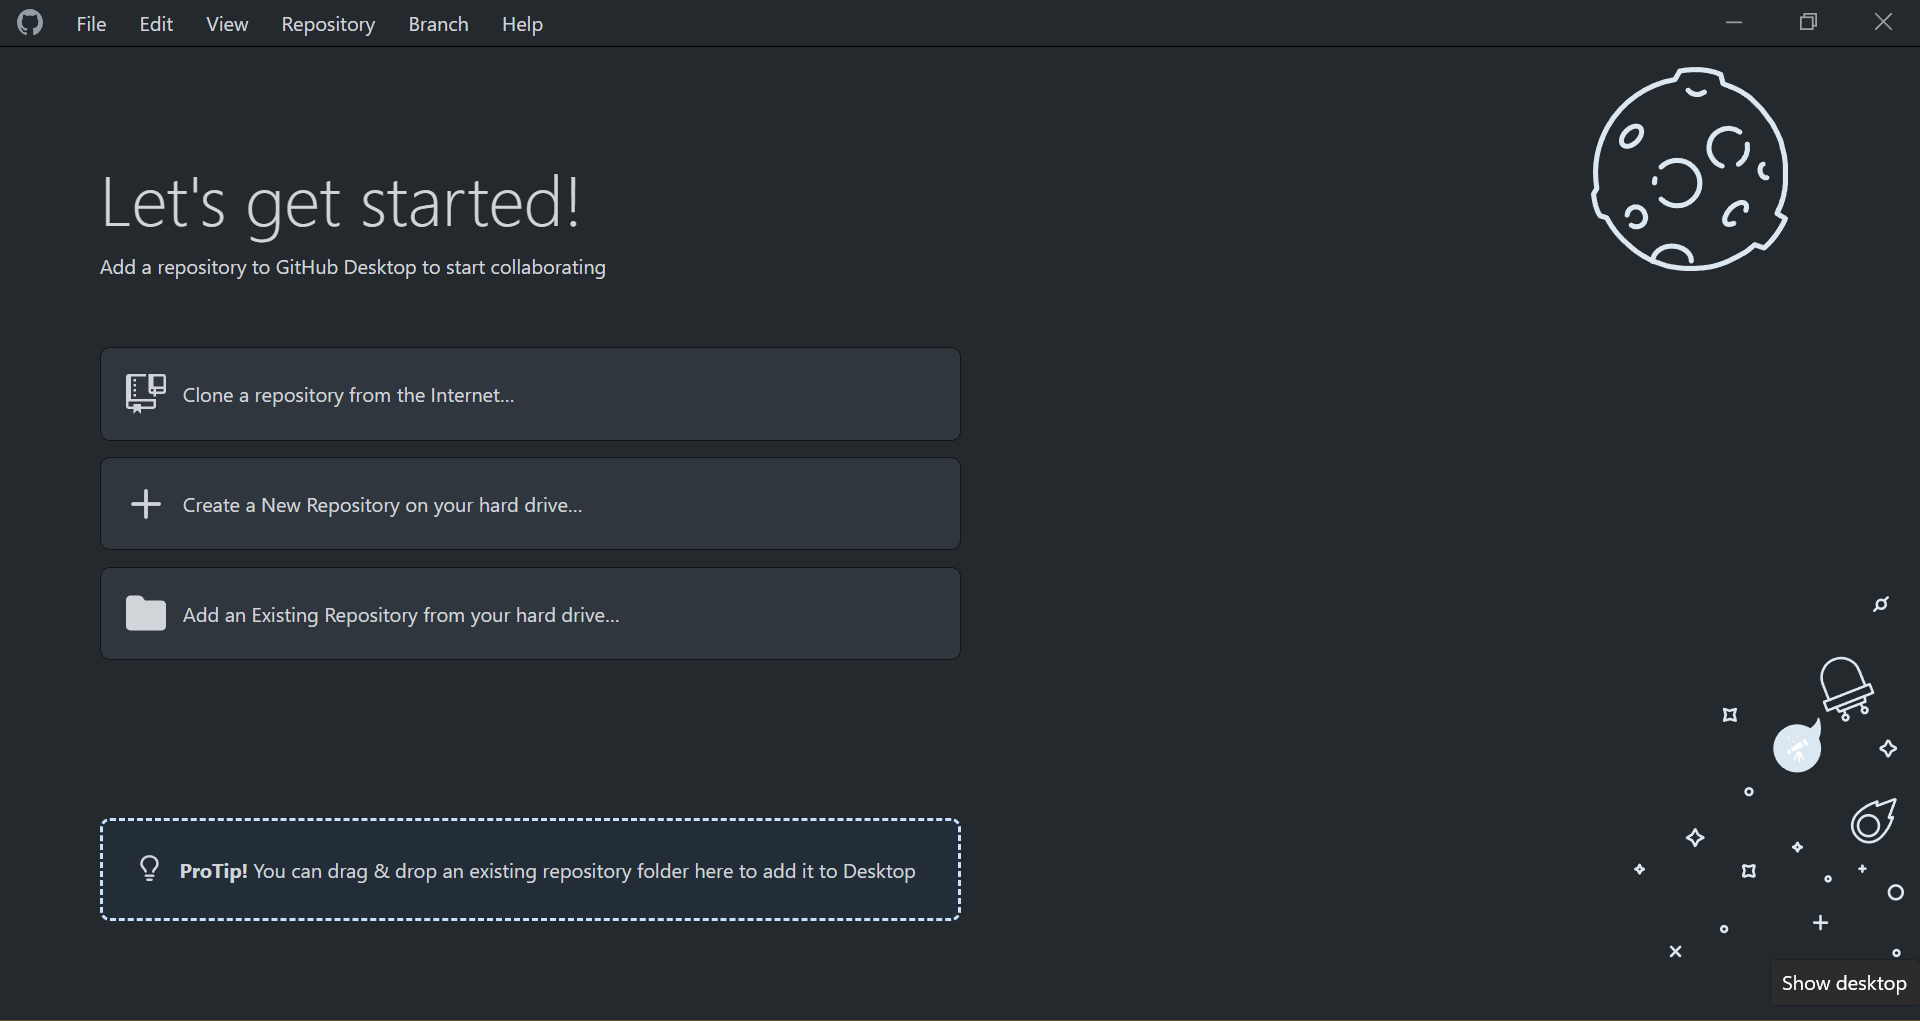 File Edit View Repository Branch Help
Let's get started!
Add a repository to GitHub Desktop to start collaborating
Clone a repository from the Internet...
Create a New Repository on your hard drive...
Add an Existing Repository from your hard drive...
ProTip! You can drag & drop an existing repository folder here to add it to Desktop
Show desktop